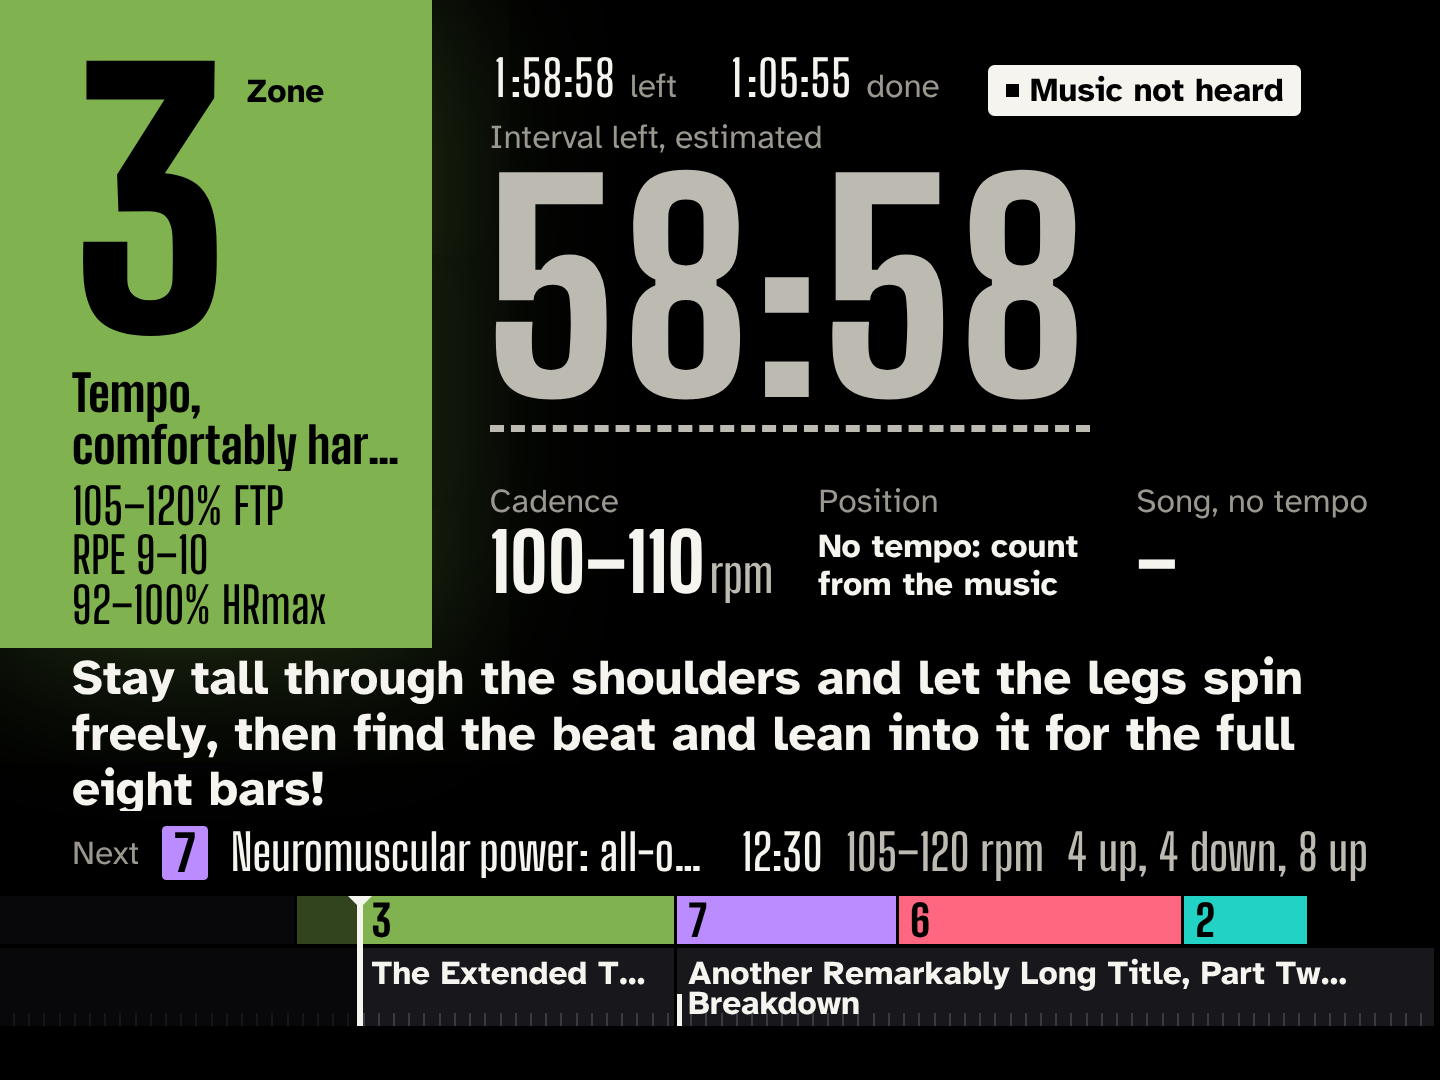 3 Zone
Tempo,
comfortably har...
105–120% FTP
RPE 9–10
92–100% HRmax
1:58:58 left 1:05:55 done
Music not heard
Interval left, estimated
58:58
Cadence
100–110 rpm
Position
No tempo: count
from the music
Song, no tempo
–
Stay tall through the shoulders and let the legs spin
freely, then find the beat and lean into it for the full
eight bars!
Next 7 Neuromuscular power: all-o... 12:30 105–120 rpm 4 up, 4 down, 8 up
3 7 6 2
The Extended T... Another Remarkably Long Title, Part Tw...
Breakdown